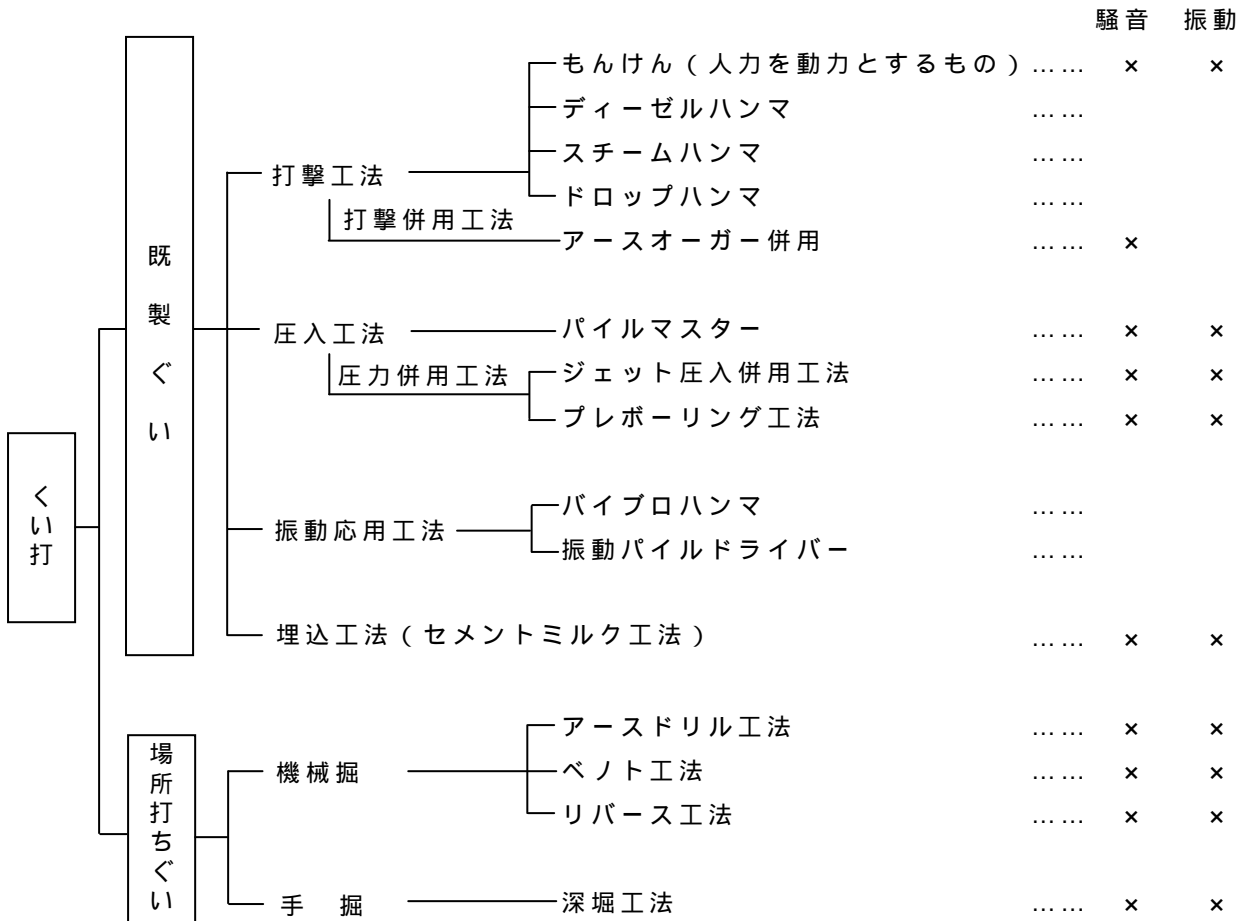 騒音 振動
もんけん（人力を動力とするもの）…… × ×
ディーゼルハンマ ……
スチームハンマ ……
打撃工法
ドロップハンマ ……
打撃併用工法
アースオーガー併用 …… ×
既製ぐい
圧入工法 パイルマスター …… × ×
圧力併用工法 ジェット圧入併用工法 …… × ×
プレボーリング工法 …… × ×
くい打
バイブロハンマ ……
振動応用工法
振動パイルドライバー ……
埋込工法（セメントミルク工法） …… × ×
場所打ちぐい
アースドリル工法 …… × ×
機械掘 ベノト工法 …… × ×
リバース工法 …… × ×
手 掘 深堀工法 …… × ×